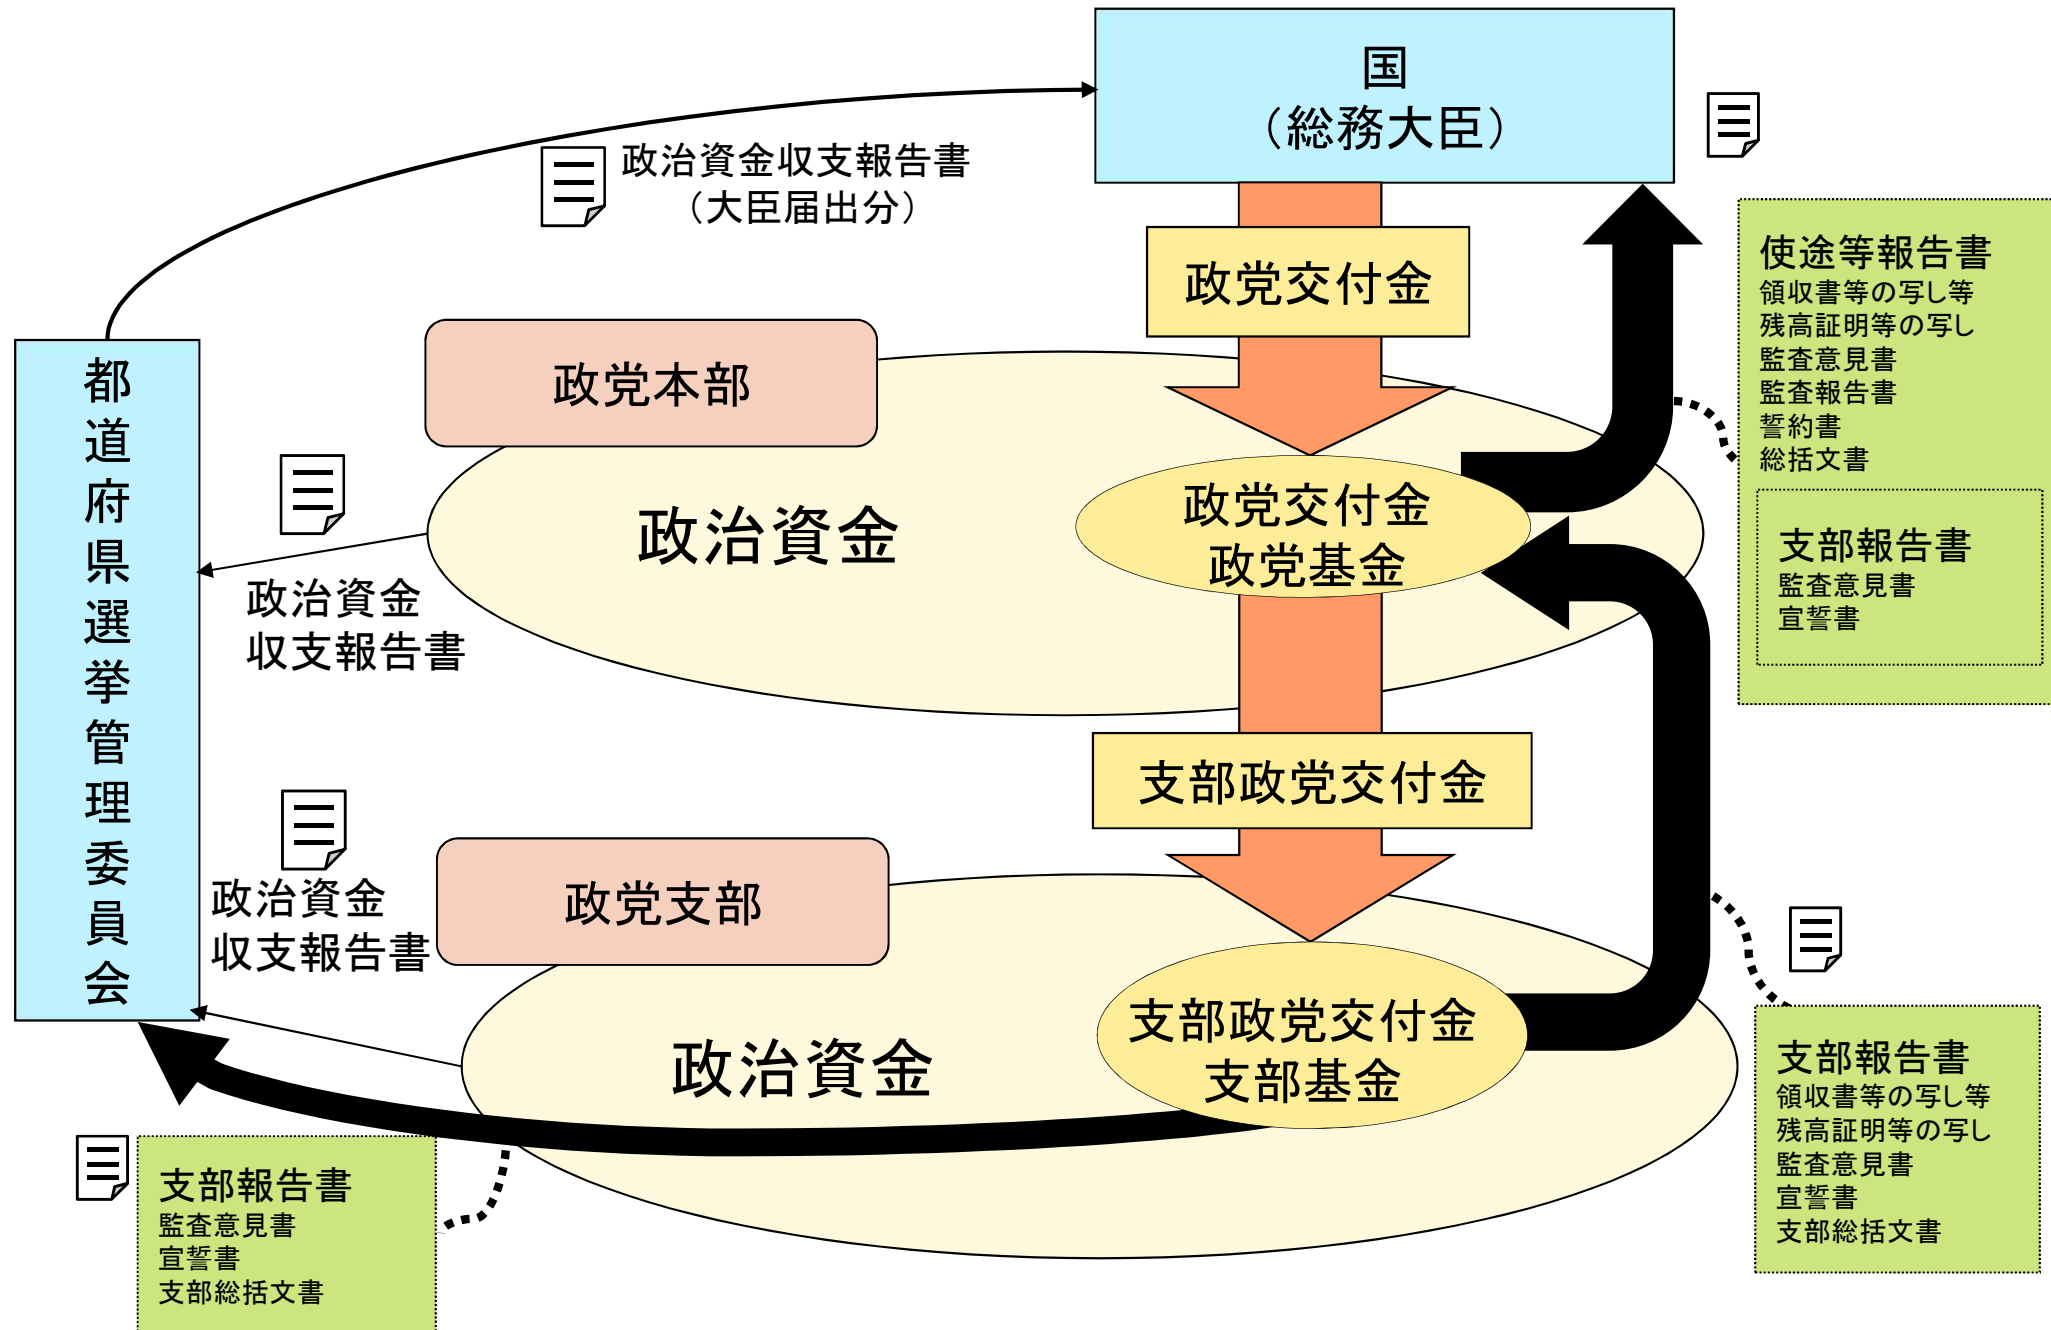 国
（総務大臣）
政治資金収支報告書
（大臣届出分）
政党交付金
使途等報告書
領収書等の写し等
残高証明等の写し
監査意見書
監査報告書
誓約書
総括文書
支部報告書
監査意見書
宣誓書
都道府県選挙管理委員会
政党本部
政治資金
政党交付金
政党基金
政治資金
収支報告書
支部政党交付金
政治資金
収支報告書
政党支部
政治資金
支部政党交付金
支部基金
支部報告書
領収書等の写し等
残高証明等の写し
監査意見書
宣誓書
支部総括文書
支部報告書
監査意見書
宣誓書
支部総括文書